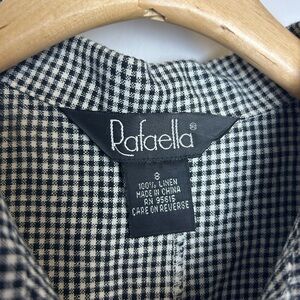 Rafaella®
8
100% LINEN
MADE IN CHINA
RN 95615
CARE ON REVERSE